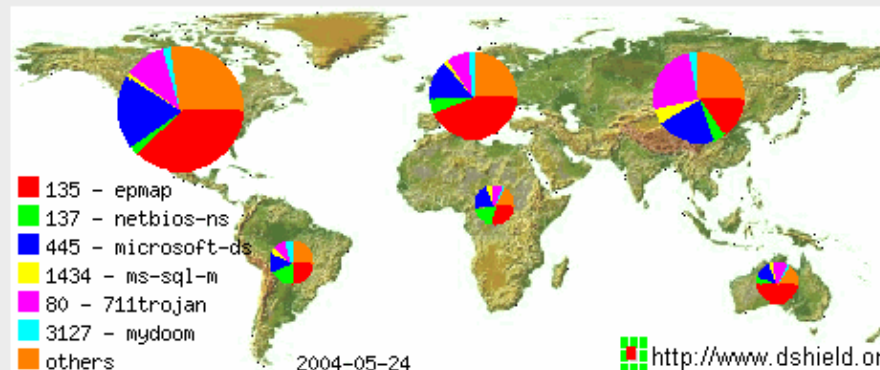 135 - epmap
137 - netbios-ns
445 - microsoft-ds
1434 - ms-sql-m
80 - 711trojan
3127 - mydoom
others
2004-05-24
http://www.dshield.or